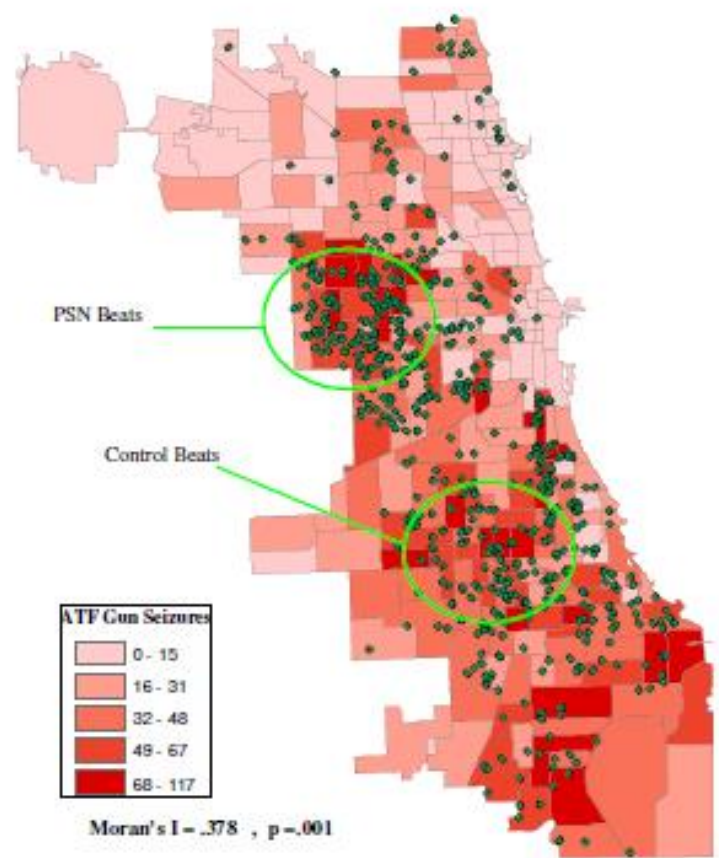 PSN Beats
Control Beats
ATF Gun Seizures
0 - 15
16 - 31
32 - 48
49 - 67
68 - 117
Moran's I = .378 , p =.001